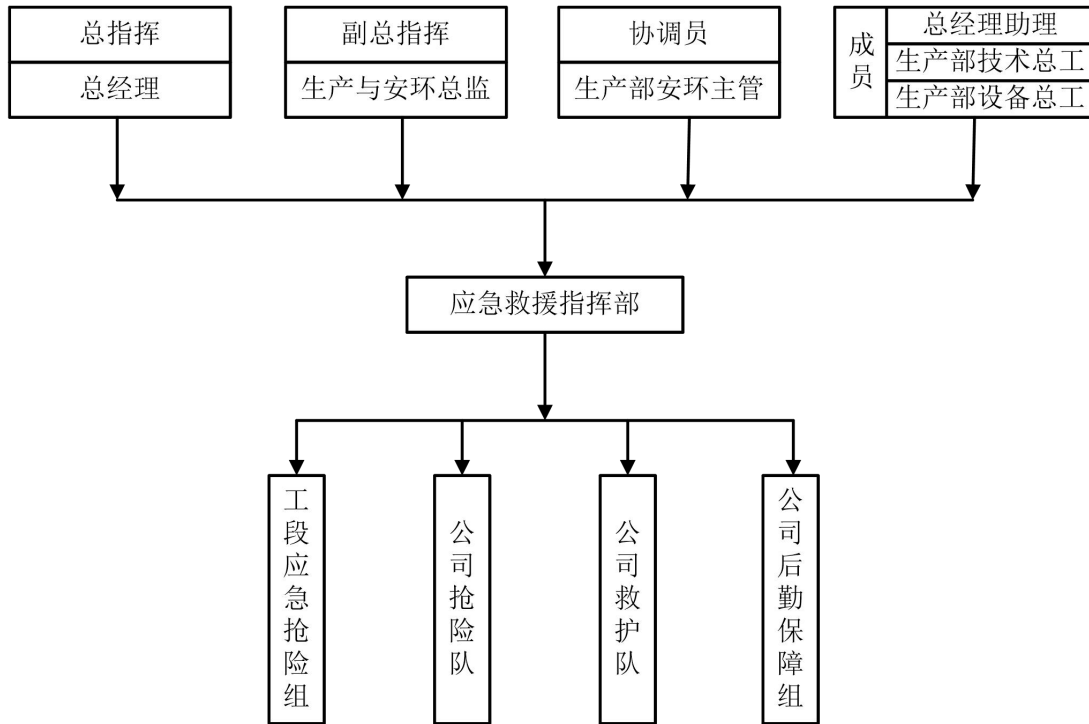 总指挥
总经理
副总指挥
生产与安环总监
协调员
生产部安环主管
成员
总经理助理
生产部技术总工
生产部设备总工
应急救援指挥部
工段应急抢险组
公司抢险队
公司救护队
公司后勤保障组